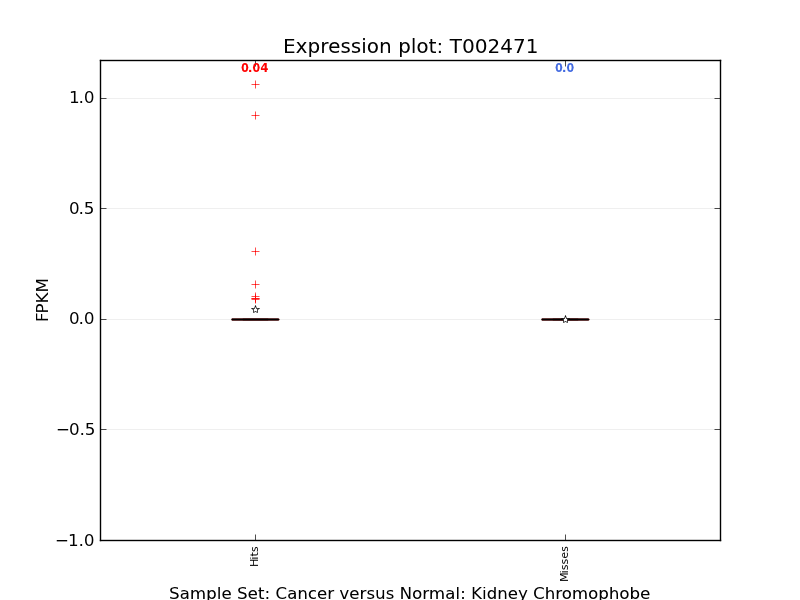 Expression plot: T002471
0.04
0.0
1.0
0.5
0.0
−0.5
−1.0
FPKM
Hits
Misses
Sample Set: Cancer versus Normal: Kidney Chromophobe